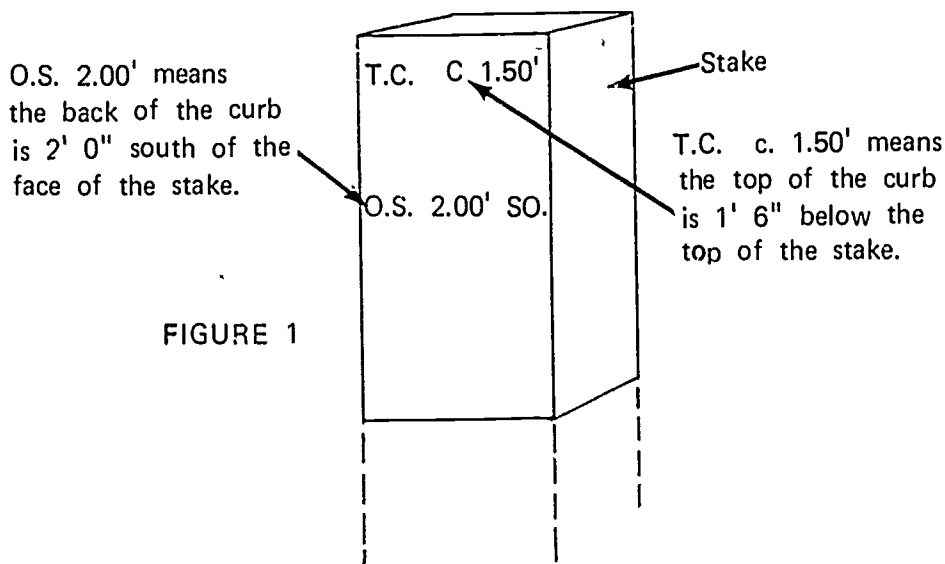 O.S. 2.00' means
the back of the curb
is 2' 0" south of the
face of the stake.
T.C. C 1.50'
O.S. 2.00' SO.
Stake
T.C. c. 1.50' means
the top of the curb
is 1' 6" below the
top of the stake.
FIGURE 1